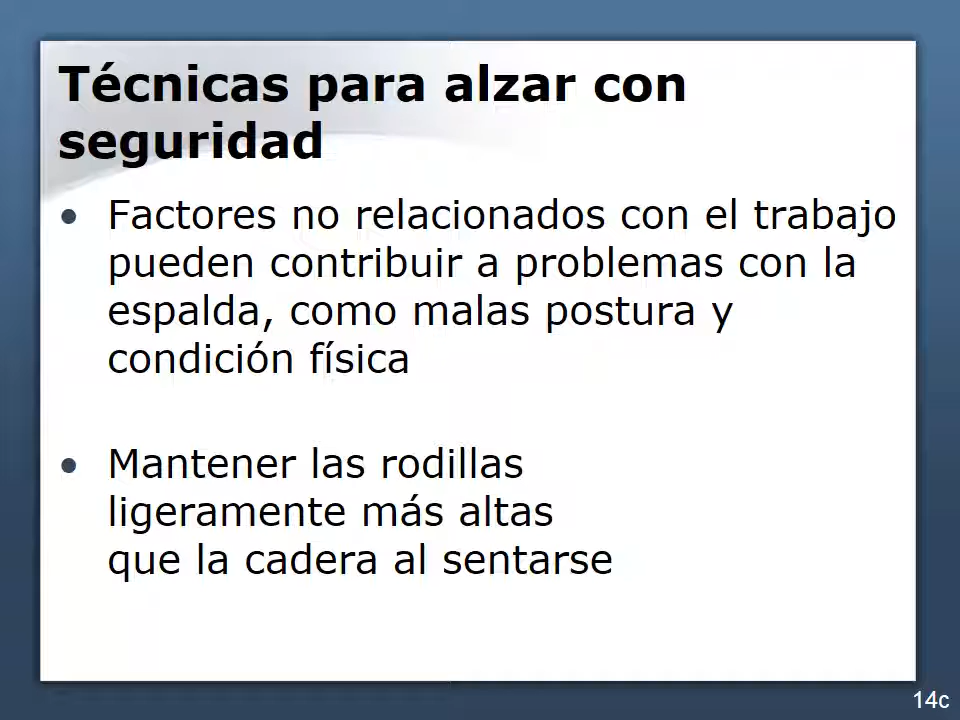 Técnicas para alzar con
seguridad
• Factores no relacionados con el trabajo
pueden contribuir a problemas con la
espalda, como malas postura y
condición física
• Mantener las rodillas
ligeramente más altas
que la cadera al sentarse
14c